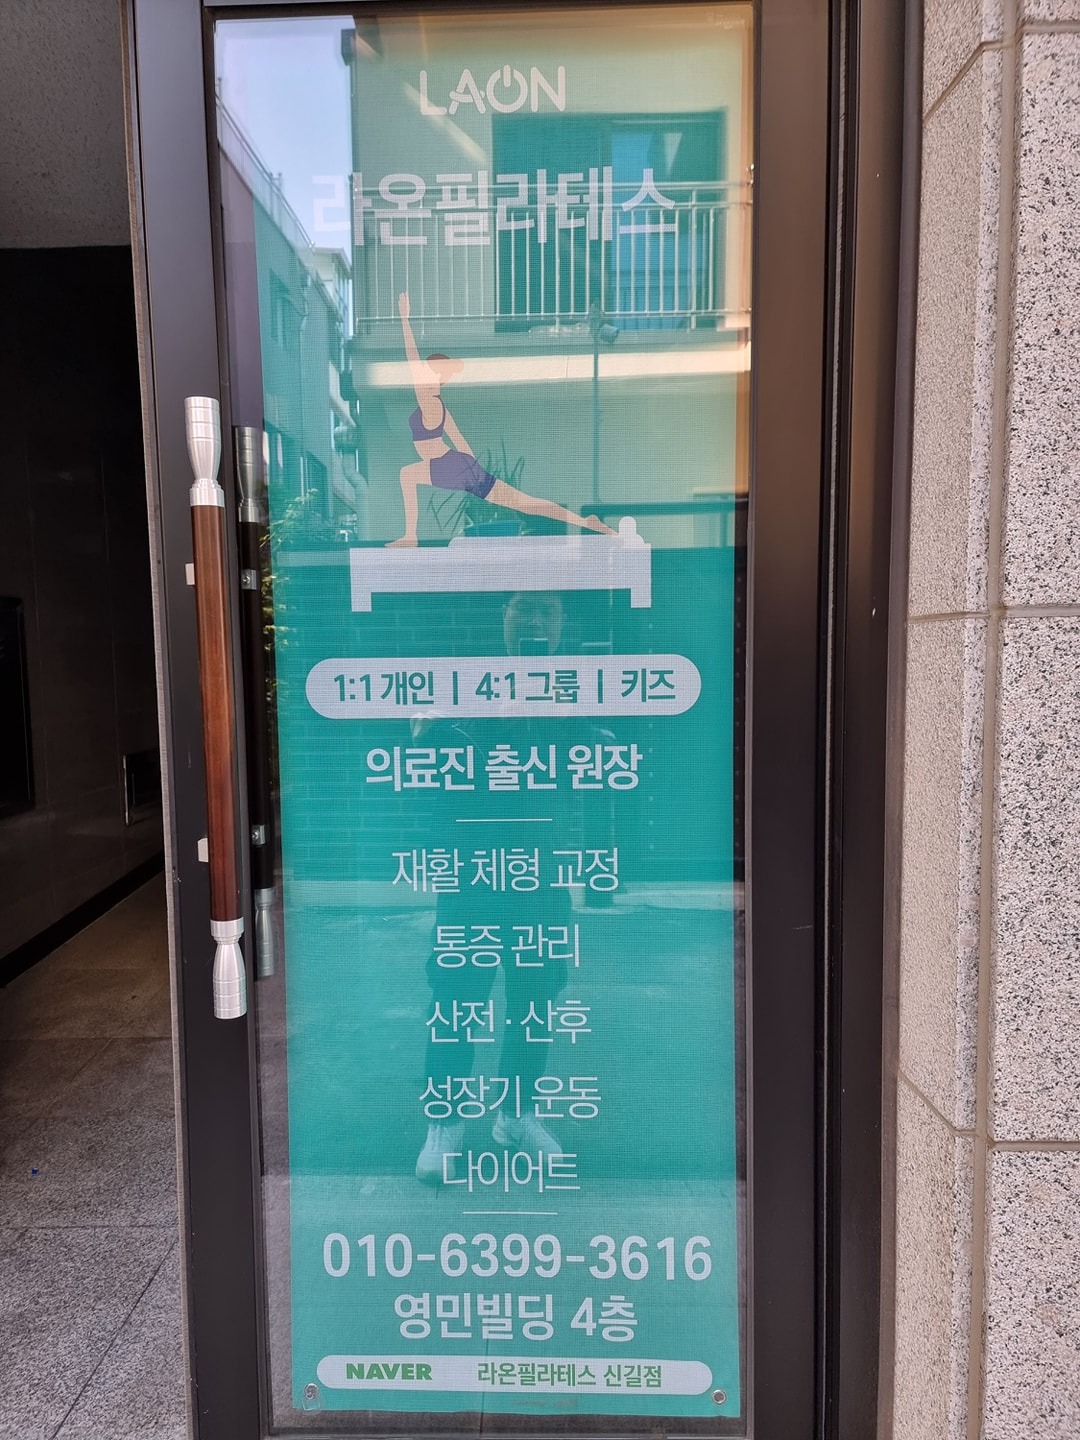 LAON
라온필라테스
1:1 개인 | 4:1 그룹 | 키즈
의료진 출신 원장
재활 체형 교정
통증 관리
산전 · 산후
성장기 운동
다이어트
010-6399-3616
영민빌딩 4층
NAVER 라온필라테스 신길점